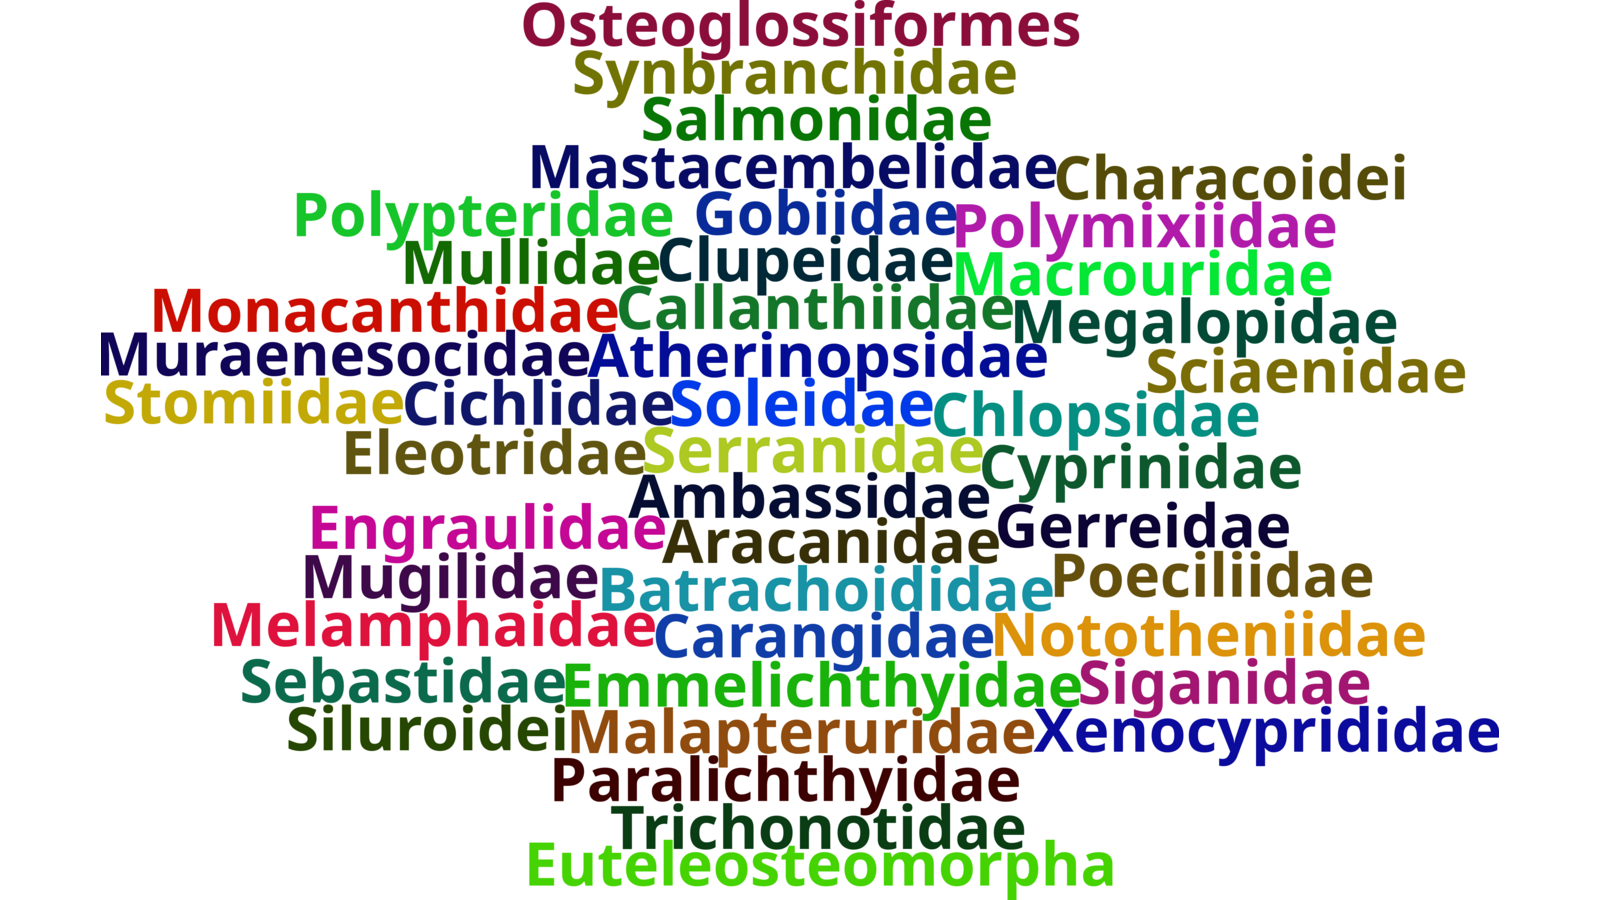 Osteoglossiformes
Synbranchidae
Salmonidae
Mastacembelidae Characoidei
Polypteridae Gobiidae Polymixiidae
Mullidae Clupeidae Macrouridae
Monacanthidae Callanthiidae Megalopidae
Muraenesocidae Atherinopsidae Sciaenidae
Stomiidae Cichlidae Soleidae Chlopsidae
Eleotridae Serranidae Cyprinidae
Ambassidae
Engraulidae Aracanidae Gerreidae
Mugilidae Batrachoididae Poeciliidae
Melamphaidae Carangidae Nototheniidae
Sebastidae Emmelichthyidae Siganidae
Siluroidei Malapteruridae Xenocyprididae
Paralichthyidae
Trichonotidae
Euteleosteomorpha